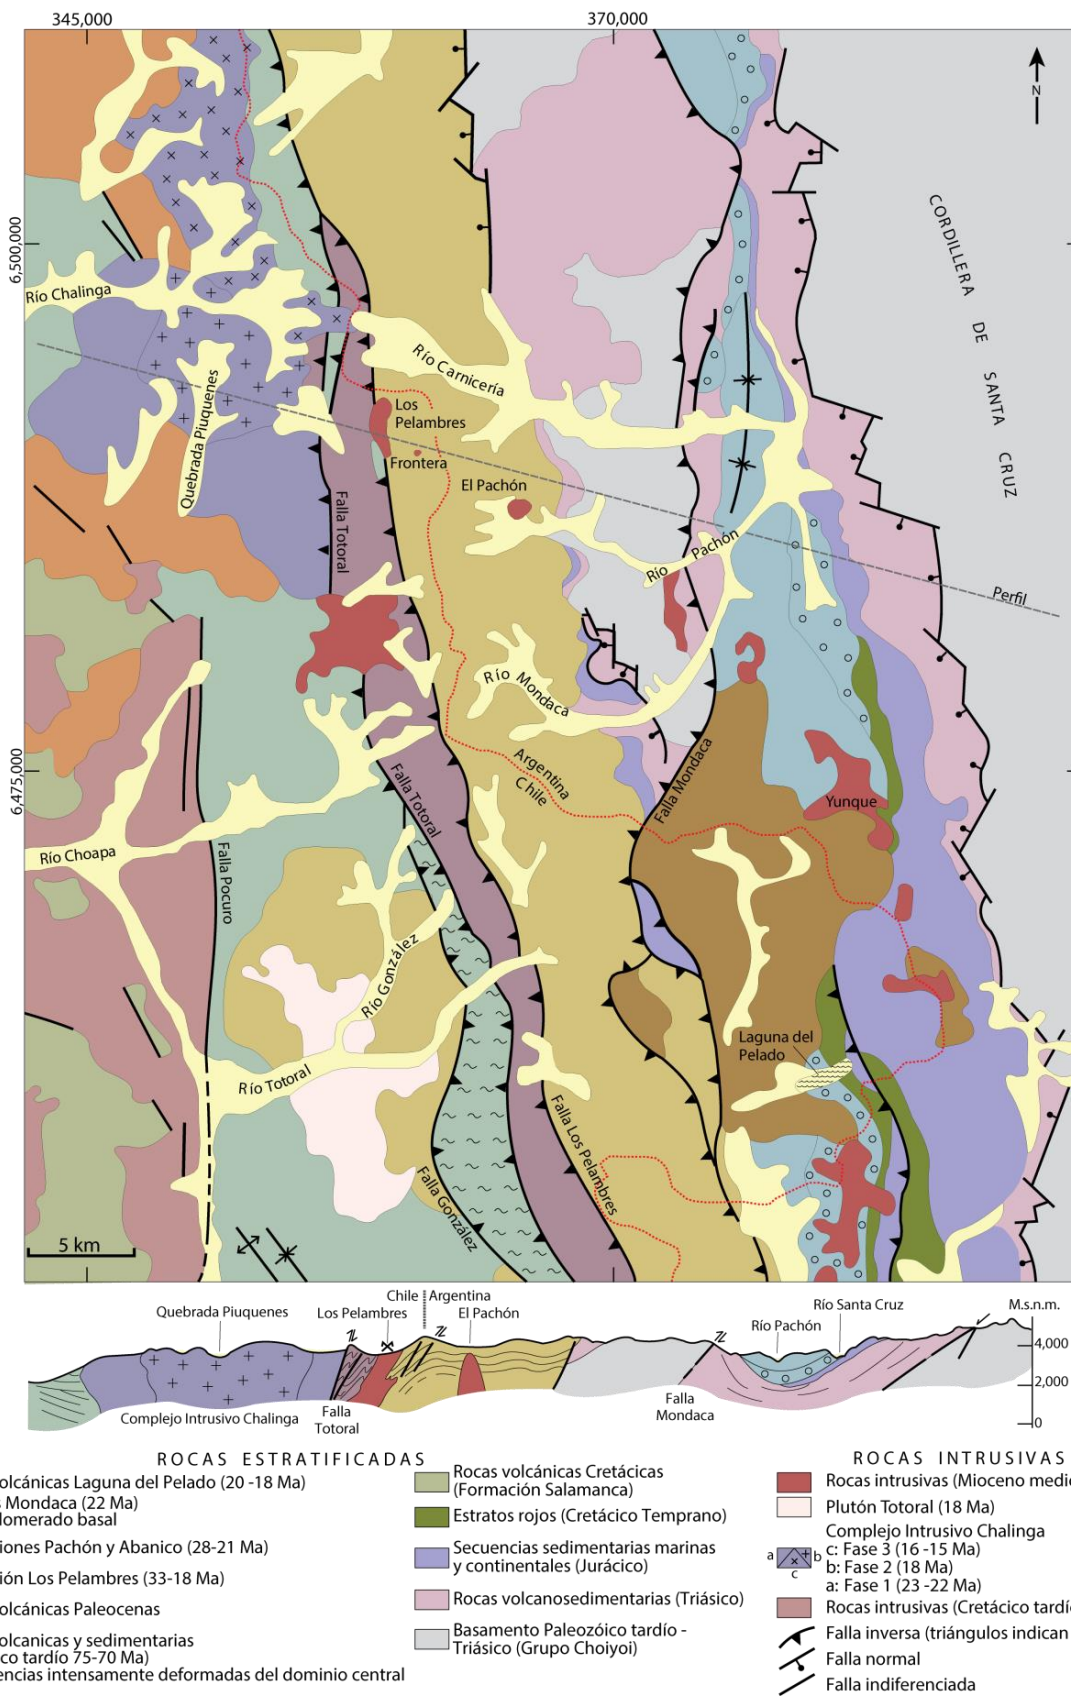 345,000
370,000
N
6,500,000
6,475,000
CORDILLERA DE SANTA CRUZ
Río Chalinga
Río Carnicería
Los
Pelambres
Frontera
El Pachón
Quebrada Piuquenes
Falla Totoral
Río Pachón
Perfil
Río Mondaca
Argentina
Chile
Falla Mondaca
Yunque
Falla Totoral
Río Choapa
Falla Pocuro
Río González
Laguna del
Pelado
Río Totoral
Falla Los Pelambres
Falla González
5 km
Chile
Argentina
Quebrada Piuquenes
Los Pelambres
El Pachón
Río Santa Cruz
Río Pachón
M.s.n.m.
4,000
2,000
0
Complejo Intrusivo Chalinga
Falla
Totoral
Falla
Mondaca
ROCAS ESTRATIFICADAS
olcánicas Laguna del Pelado (20 -18 Ma)
s Mondaca (22 Ma)
lomerado basal
iones Pachón y Abanico (28-21 Ma)
ión Los Pelambres (33-18 Ma)
olcánicas Paleocenas
olcanicas y sedimentarias
co tardío 75-70 Ma)
encias intensamente deformadas del dominio central
Rocas volcánicas Cretácicas
(Formación Salamanca)
Estratos rojos (Cretácico Temprano)
Secuencias sedimentarias marinas
y continentales (Jurácico)
Rocas volcanosedimentarias (Triásico)
Basamento Paleozóico tardío -
Triásico (Grupo Choiyoi)
ROCAS INTRUSIVAS
Rocas intrusivas (Mioceno medi
Plutón Totoral (18 Ma)
Complejo Intrusivo Chalinga
a b c
c: Fase 3 (16 -15 Ma)
b: Fase 2 (18 Ma)
a: Fase 1 (23 -22 Ma)
Rocas intrusivas (Cretácico tardí
Falla inversa (triángulos indican
Falla normal
Falla indiferenciada